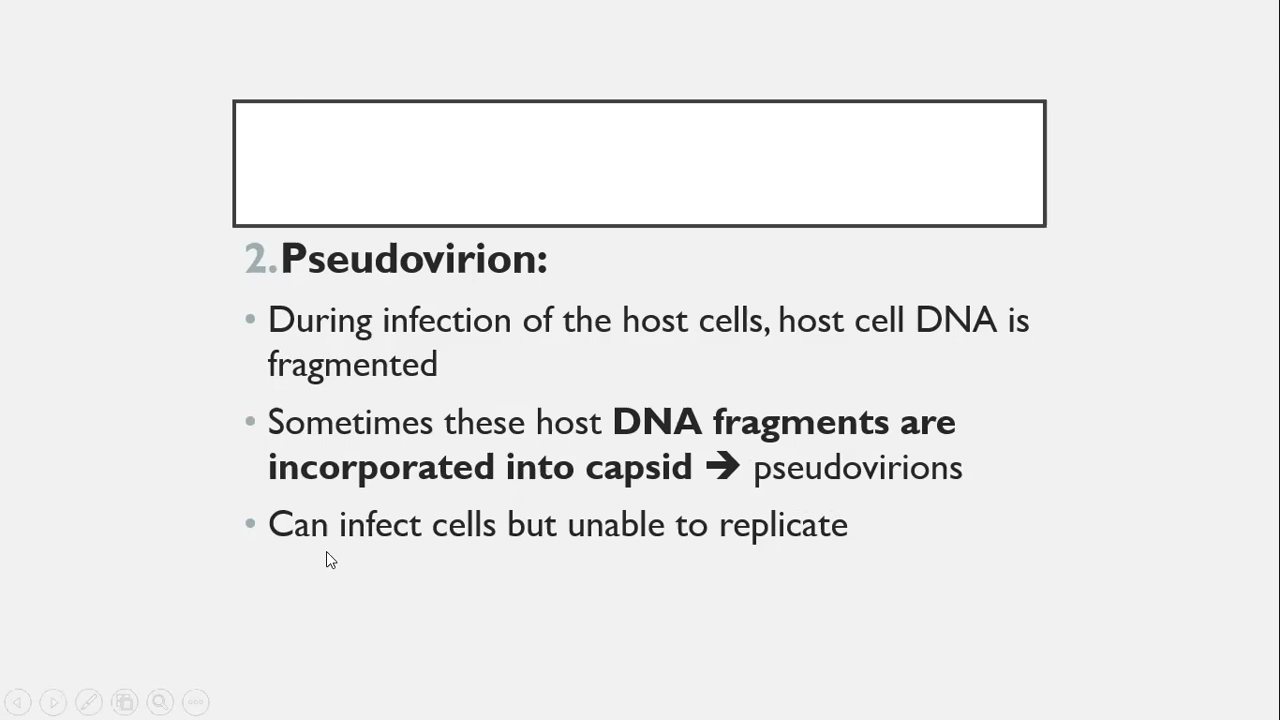 2. Pseudovirion:
• During infection of the host cells, host cell DNA is
fragmented
• Sometimes these host DNA fragments are
incorporated into capsid ➔ pseudovirions
• Can infect cells but unable to replicate